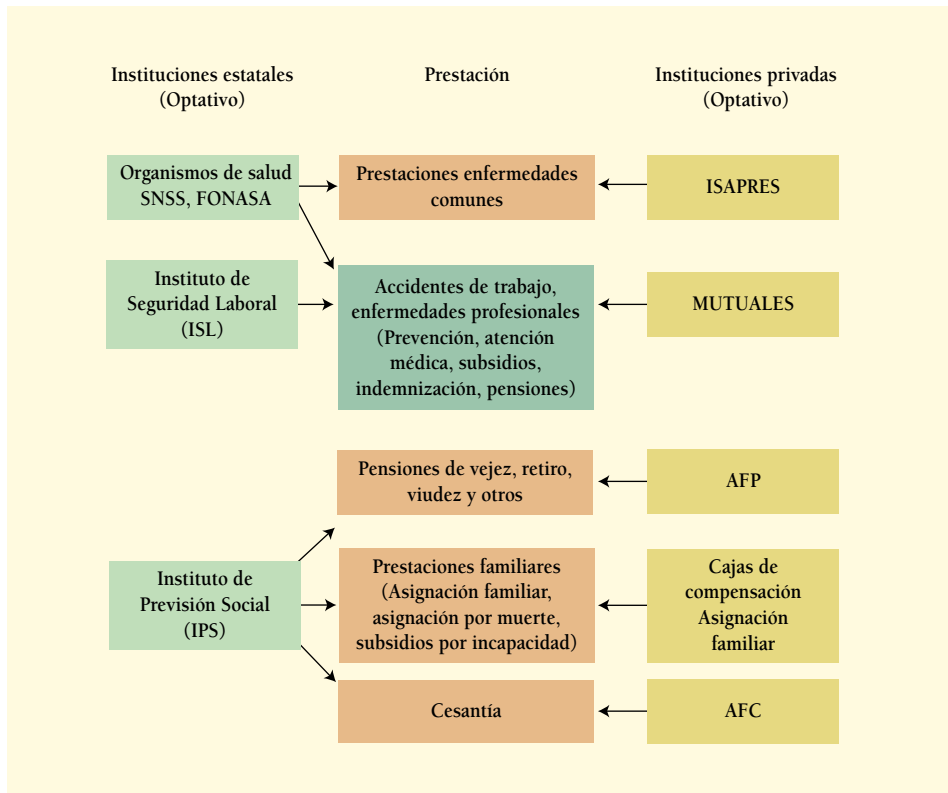 Instituciones estatales
(Optativo)
Prestación
Instituciones privadas
(Optativo)
Organismos de salud
SNSS, FONASA
Prestaciones enfermedades
comunes
ISAPRES
Instituto de
Seguridad Laboral
(ISL)
Accidentes de trabajo,
enfermedades profesionales
(Prevención, atención
médica, subsidios,
indemnización, pensiones)
MUTUALES
Pensiones de vejez, retiro,
viudez y otros
AFP
Instituto de
Previsión Social
(IPS)
Prestaciones familiares
(Asignación familiar,
asignación por muerte,
subsidios por incapacidad)
Cajas de
compensación
Asignación
familiar
Cesantía
AFC